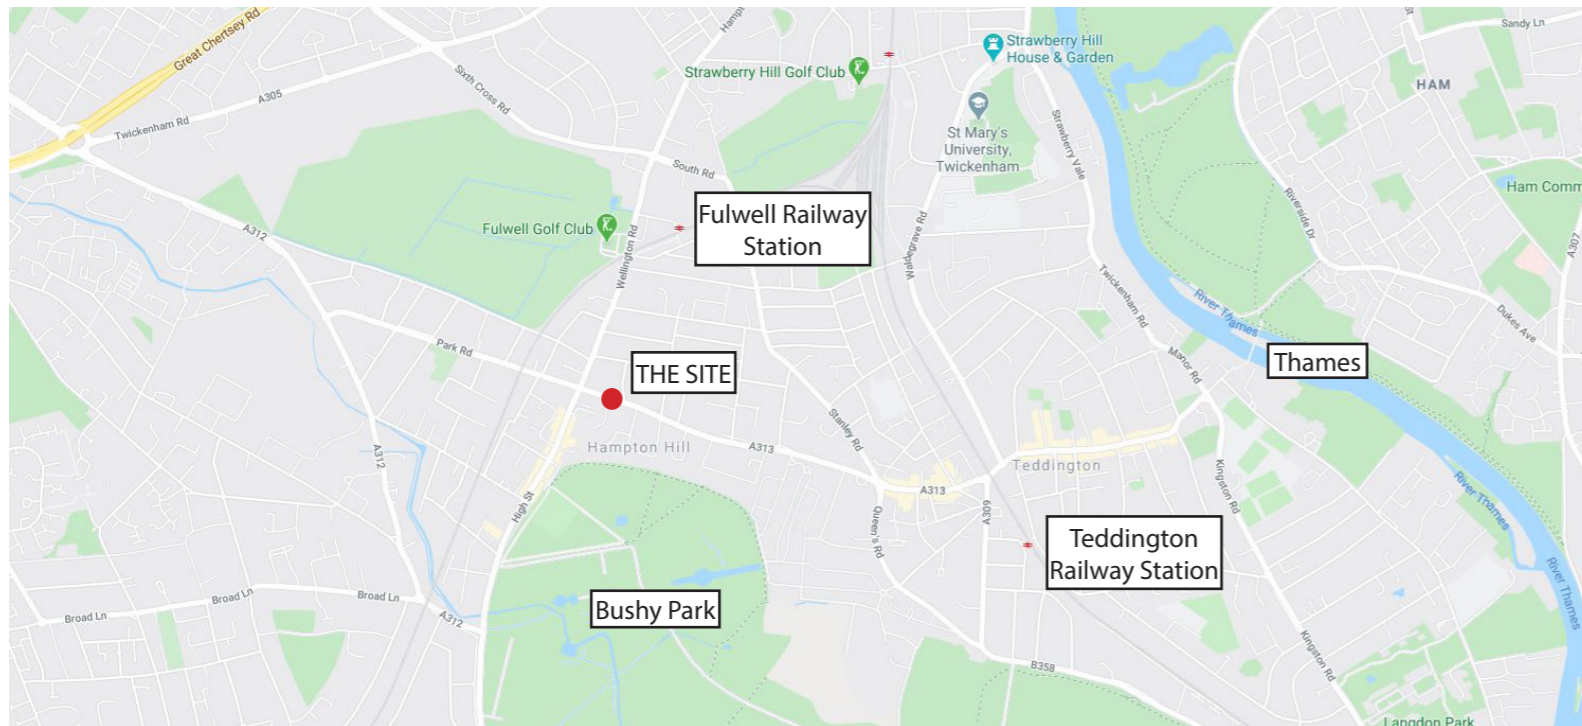 Great Chertsey Rd
Hampt
Sandy Ln
Strawberry Hill
House & Garden
Strawberry Hill Golf Club
Sixth Cross Rd
HAM
A305
Twickenham Rd
St Mary's
University,
Twickenham
Strawberry Vale
South Rd
Ham Comm
Fulwell Railway
Station
Riverside Dr
A312
Fulwell Golf Club
Wellington Rd
Waldegrave Rd
A307
Twickenham Rd
River Thames
Dukes Ave
Park Rd
Manor Rd
Thames
THE SITE
Stanley Rd
Hampton Hill
A313
A312
Teddington
Kingston Rd
A313
High St
A309
Queen's Rd
River Thames
Teddington
Railway Station
River Thames
Broad Ln
Broad Ln
Broad Ln
A312
Bushy Park
Kingston Rd
B358
Langdon Park